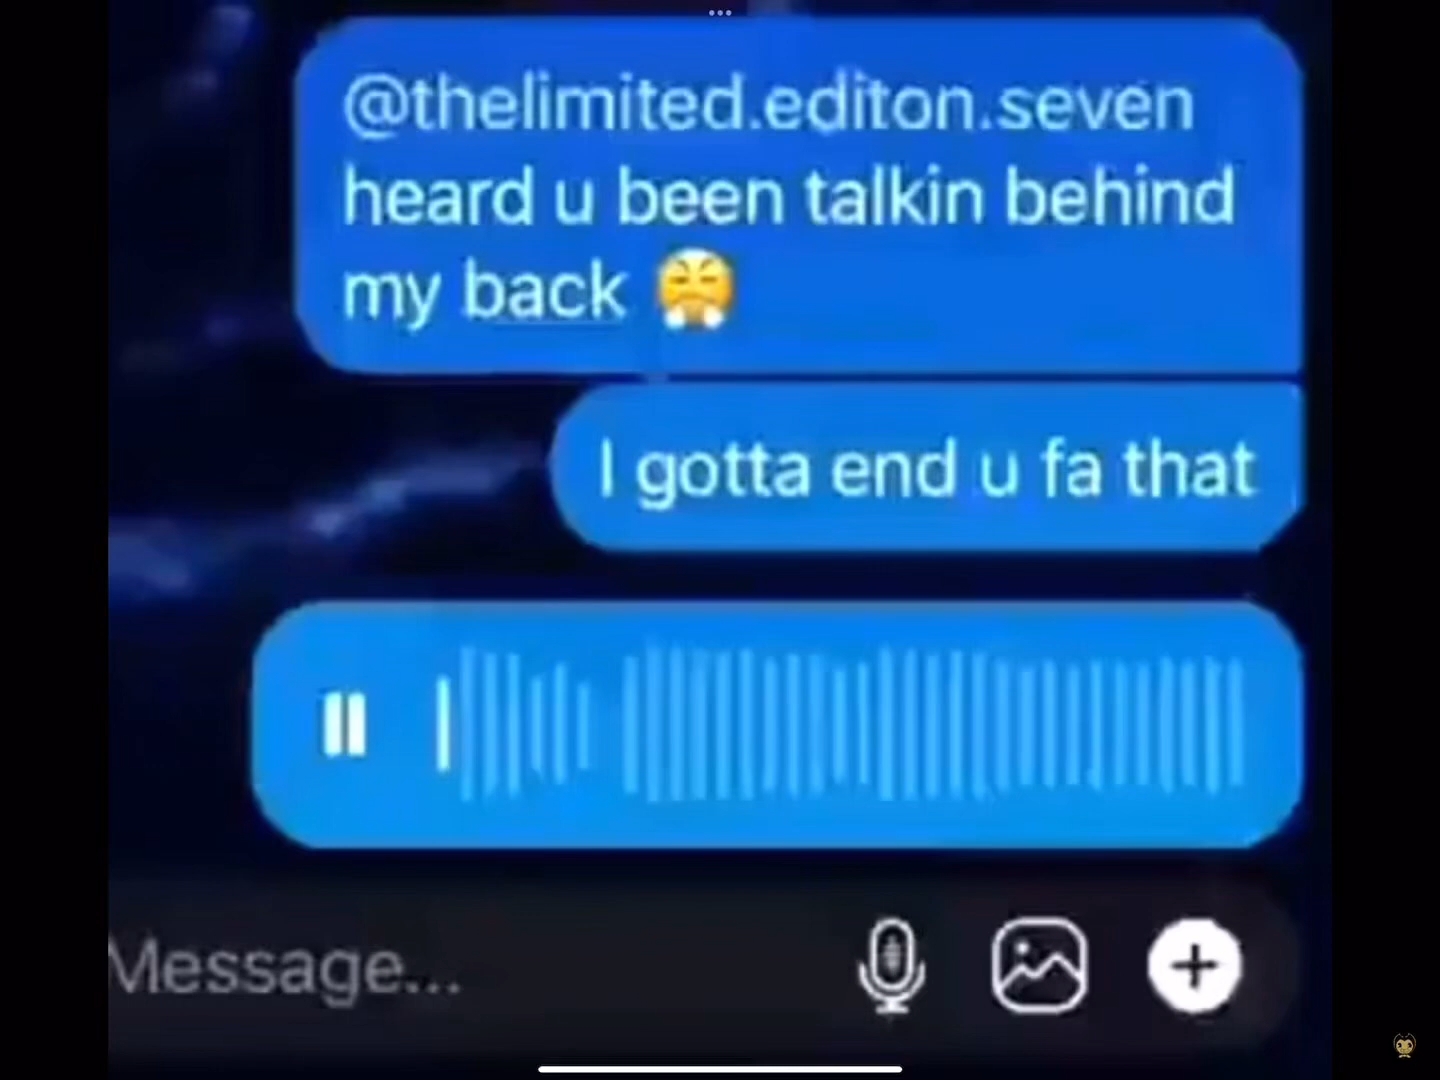 @thelimited.editon.seven
heard u been talkin behind
my back 😤
I gotta end u fa that
Message...